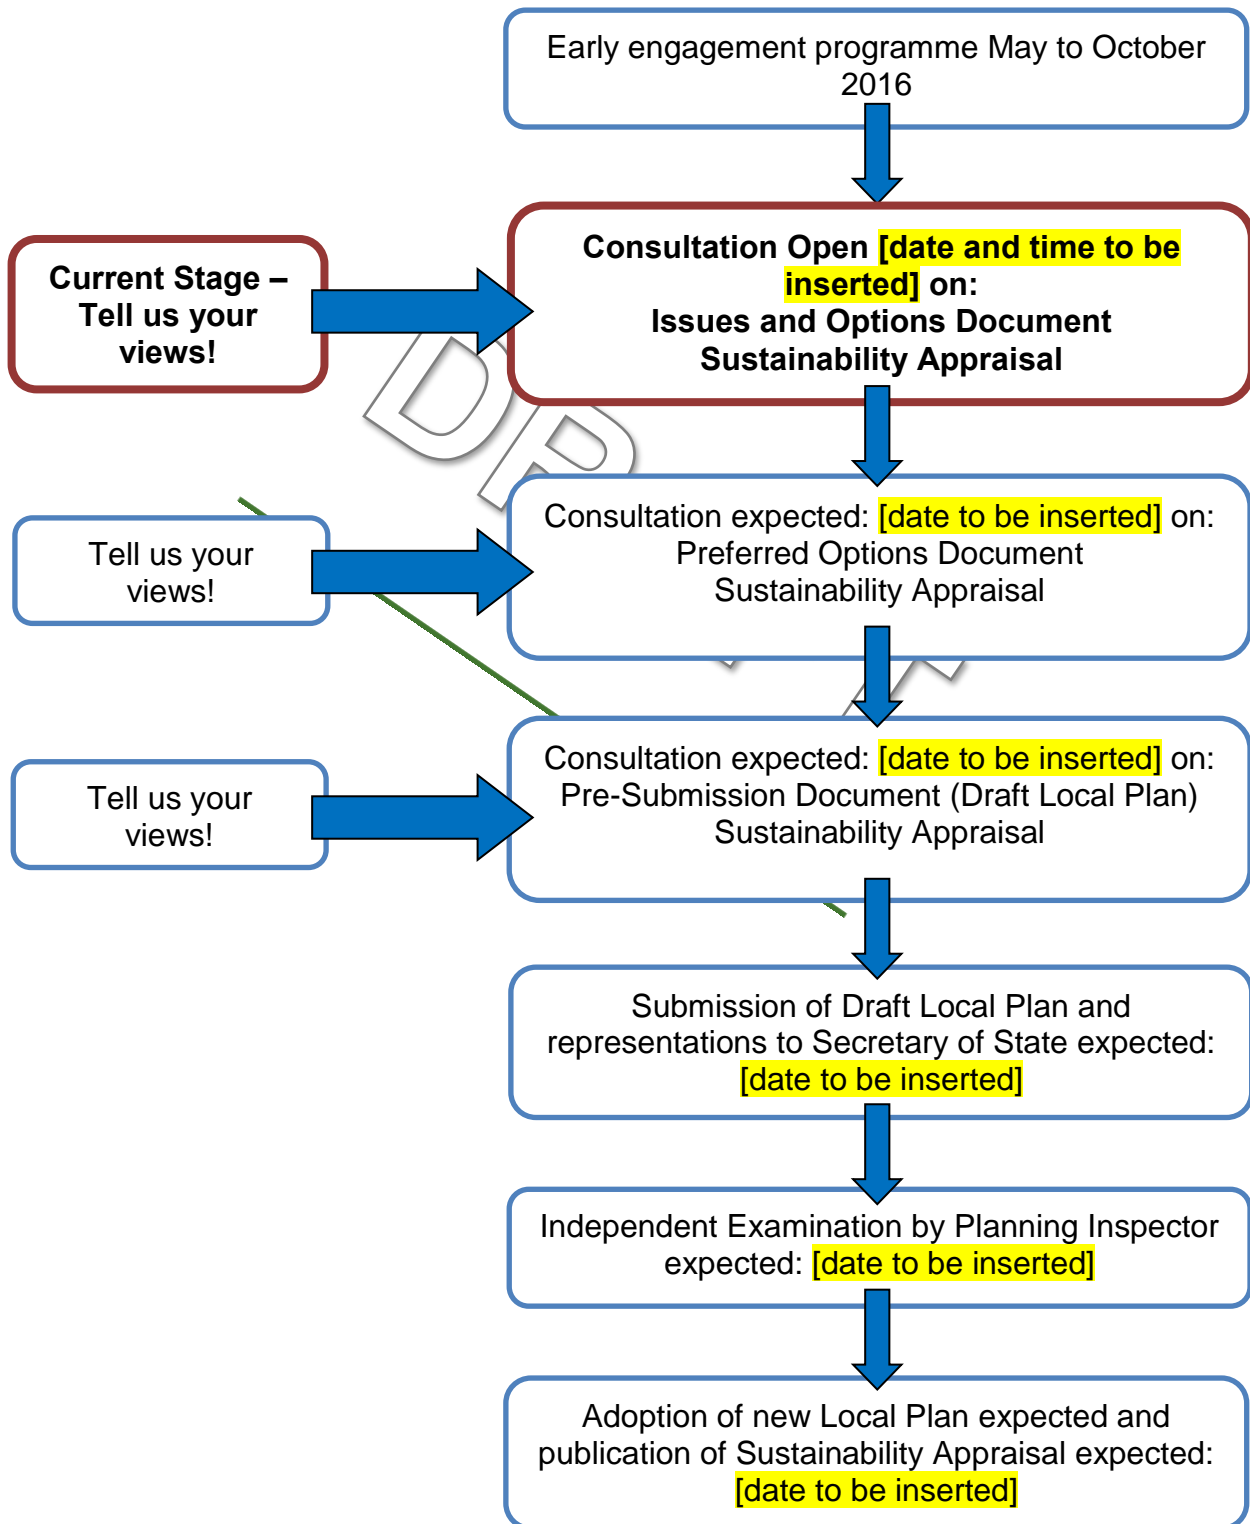 Early engagement programme May to October
2016
Current Stage –
Tell us your
views!
Consultation Open [date and time to be
inserted] on:
Issues and Options Document
Sustainability Appraisal
Tell us your
views!
Consultation expected: [date to be inserted] on:
Preferred Options Document
Sustainability Appraisal
Tell us your
views!
Consultation expected: [date to be inserted] on:
Pre-Submission Document (Draft Local Plan)
Sustainability Appraisal
Submission of Draft Local Plan and
representations to Secretary of State expected:
[date to be inserted]
Independent Examination by Planning Inspector
expected: [date to be inserted]
Adoption of new Local Plan expected and
publication of Sustainability Appraisal expected:
[date to be inserted]